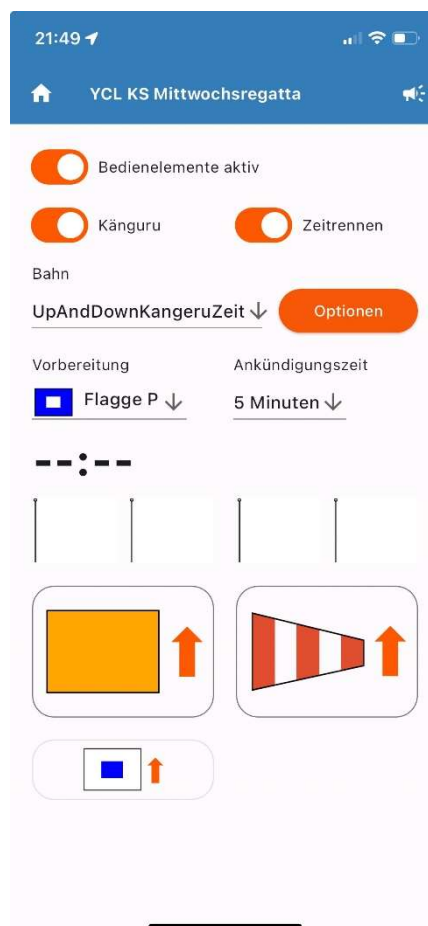 21:49
YCL KS Mittwochsregatta
Bedienelemente aktiv
Känguru Zeitrennen
Bahn
UpAndDownKangeruZeit Optionen
Vorbereitung Ankündigungszeit
Flagge P 5 Minuten
--:--